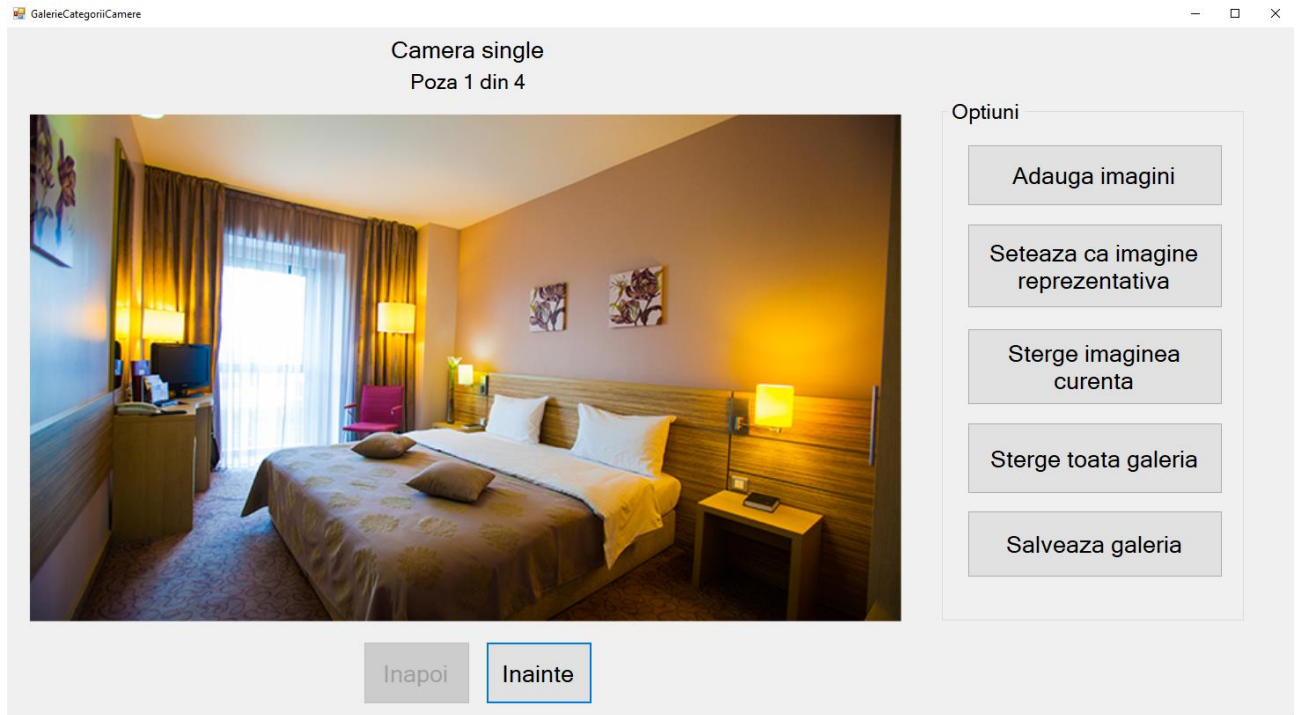 GalerieCategoriiCamere
Camera single
Poza 1 din 4
Optiuni
Adauga imagini
Seteaza ca imagine
reprezentativa
Sterge imaginea
curenta
Sterge toata galeria
Salveaza galeria
Inapoi
Inainte